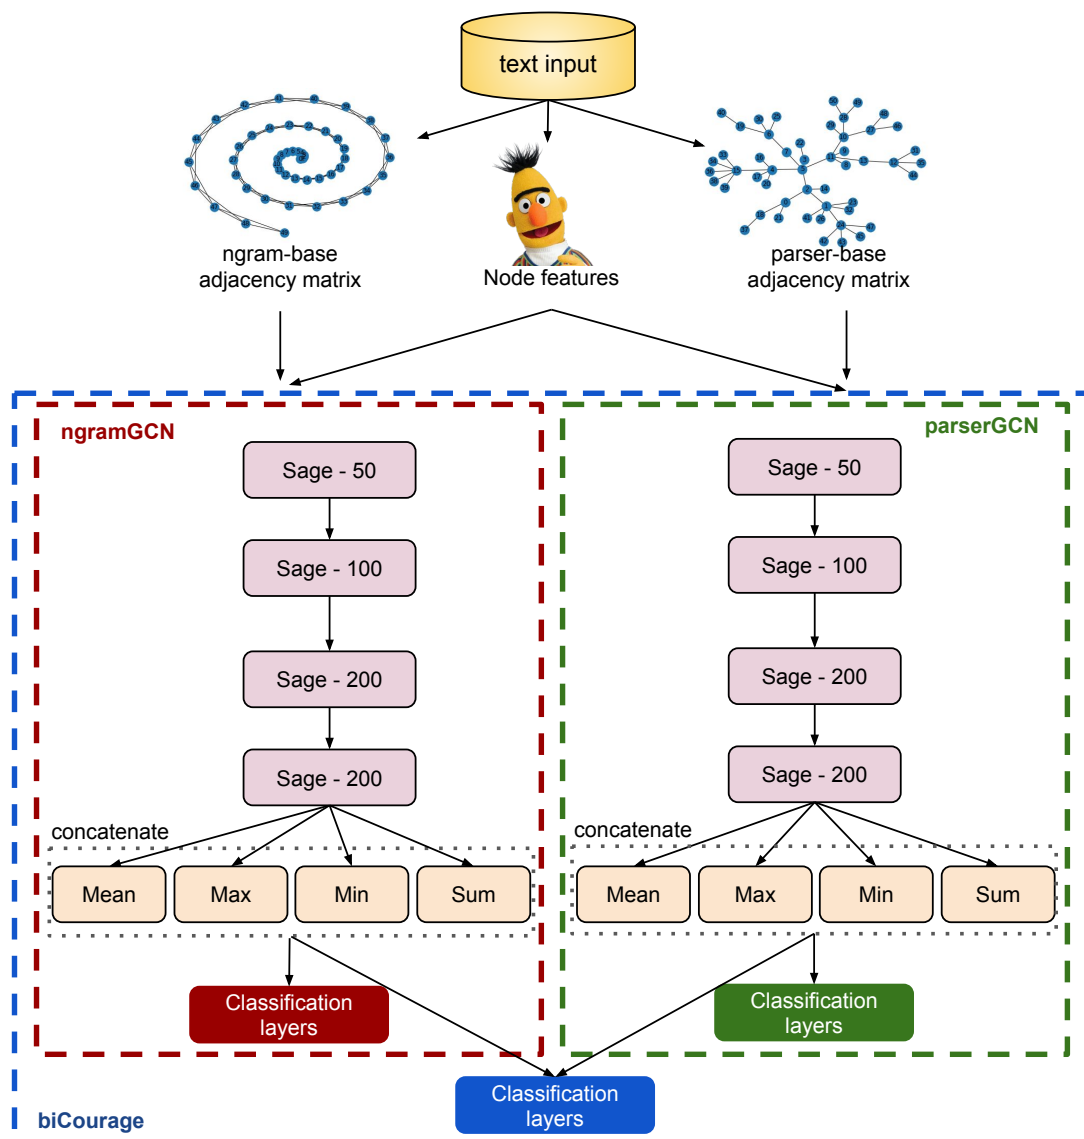 text input
ngram-base
adjacency matrix
Node features
parser-base
adjacency matrix
ngramGCN
parserGCN
Sage - 50
Sage - 50
Sage - 100
Sage - 100
Sage - 200
Sage - 200
Sage - 200
Sage - 200
concatenate
concatenate
Mean
Max
Min
Sum
Mean
Max
Min
Sum
Classification
layers
Classification
layers
Classification
layers
biCourage